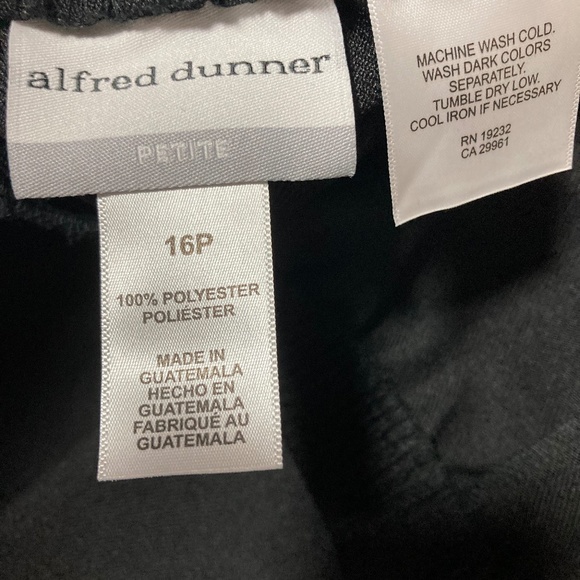 alfred dunner
PETITE
16P
100% POLYESTER
POLIÉSTER
MADE IN
GUATEMALA
HECHO EN
GUATEMALA
FABRIQUÉ AU
GUATEMALA
MACHINE WASH COLD.
WASH DARK COLORS
SEPARATELY.
TUMBLE DRY LOW.
COOL IRON IF NECESSARY
RN 19232
CA 29961